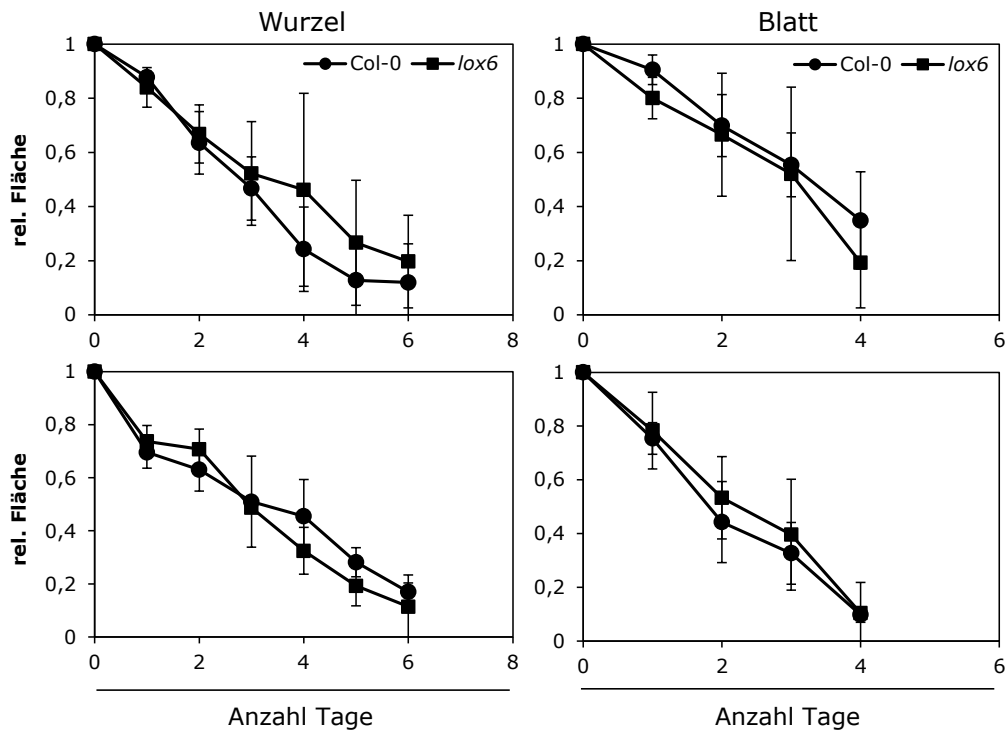 Wurzel
Blatt
Col-0 lox6
Col-0 lox6
rel. Fläche
1
0,8
0,6
0,4
0,2
0
0 2 4 6 8
1
0,8
0,6
0,4
0,2
0
0 2 4 6
rel. Fläche
1
0,8
0,6
0,4
0,2
0
0 2 4 6 8
1
0,8
0,6
0,4
0,2
0
0 2 4 6
Anzahl Tage
Anzahl Tage